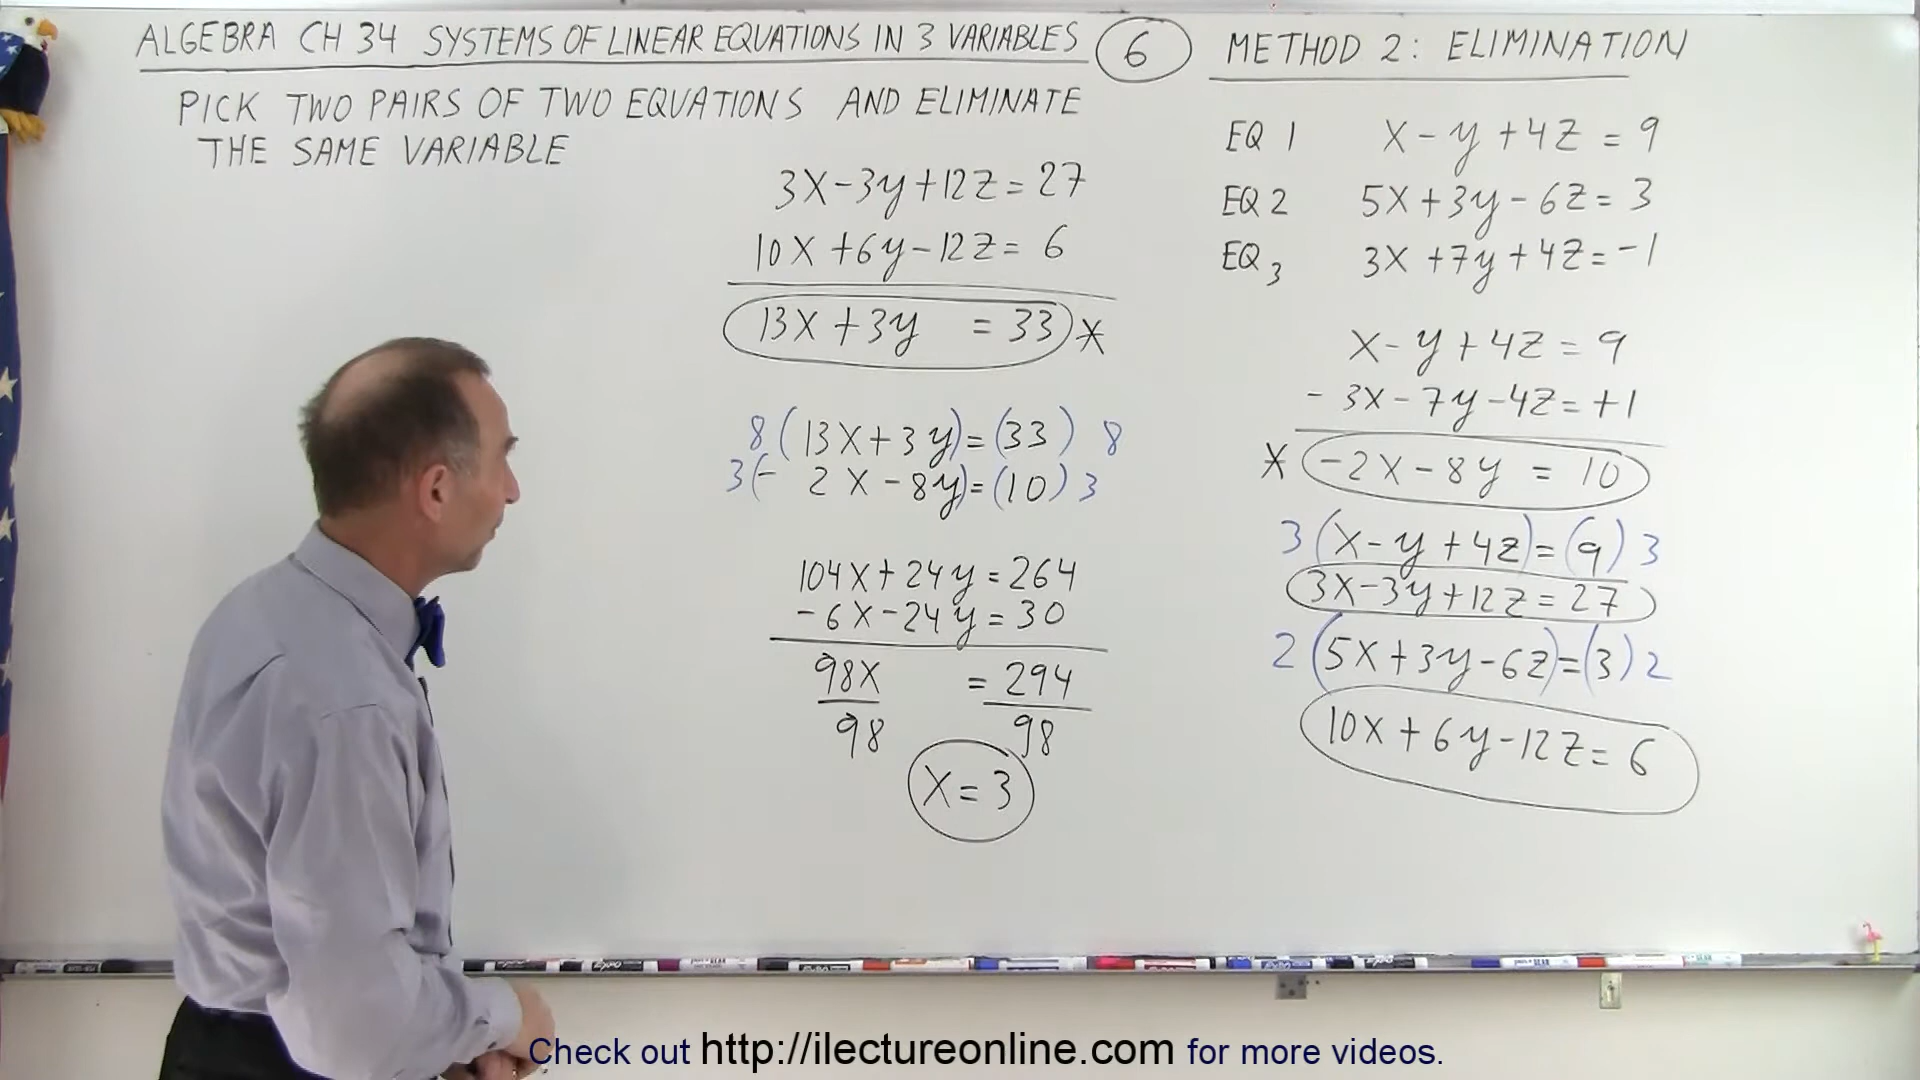 ALGEBRA CH 34 SYSTEMS OF LINEAR EQUATIONS IN 3 VARIABLES 6 METHOD 2: ELIMINATION
PICK TWO PAIRS OF TWO EQUATIONS AND ELIMINATE
THE SAME VARIABLE
3X-3y+12Z=27
10X+6y-12Z=6
13X+3y =33 *
8(13X+3y)=(33)8
3(-2X-8y)=(10)3
104X+24y=264
-6X-24y=30
98X =294
98 98
X=3
EQ 1 X-y+4Z=9
EQ 2 5X+3y-6Z=3
EQ 3 3X+7y+4Z=-1
X-y+4Z=9
-3X-7y-4Z=+1
* -2X-8y=10
3(X-y+4Z)=(9)3
3X-3y+12Z=27
2(5X+3y-6Z)=(3)2
10X+6y-12Z=6
Check out http://ilectureonline.com for more videos.